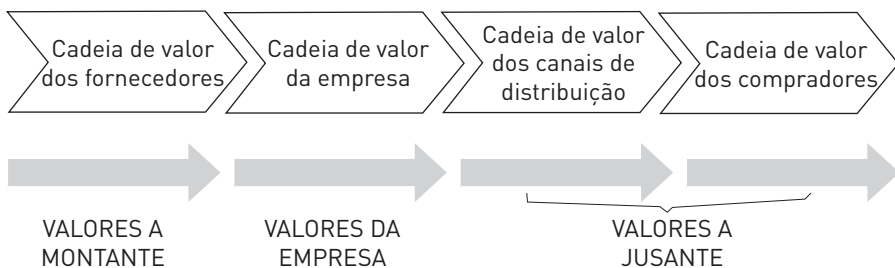 Cadeia de valor
dos fornecedores
Cadeia de valor
da empresa
Cadeia de valor
dos canais de
distribuição
Cadeia de valor
dos compradores
VALORES A
MONTANTE
VALORES DA
EMPRESA
VALORES A
JUSANTE